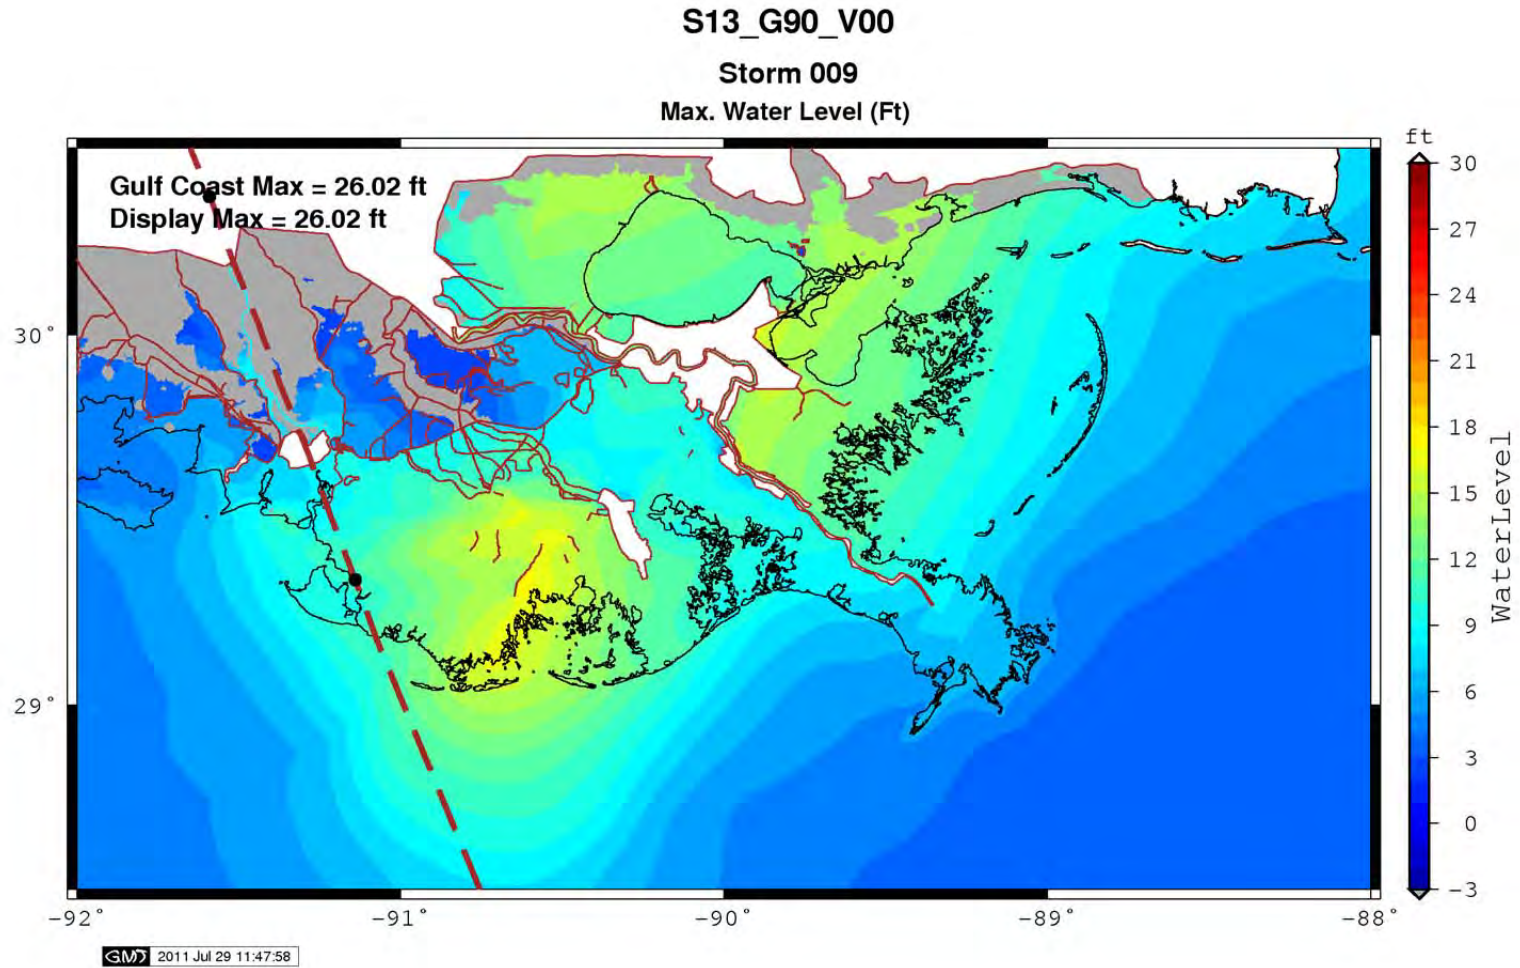 S13_G90_V00
Storm 009
Max. Water Level (Ft)
Gulf Coast Max = 26.02 ft
Display Max = 26.02 ft
ft
30
27
24
21
18
15
12
9
6
3
0
-3
WaterLevel
30°
29°
-92° -91° -90° -89° -88°
GMT 2011 Jul 29 11:47:58